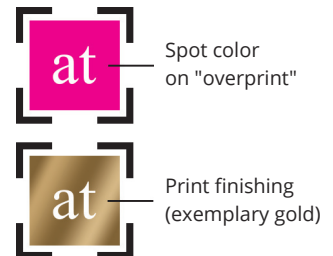 at
Spot color
on "overprint"
at
Print finishing
(exemplary gold)